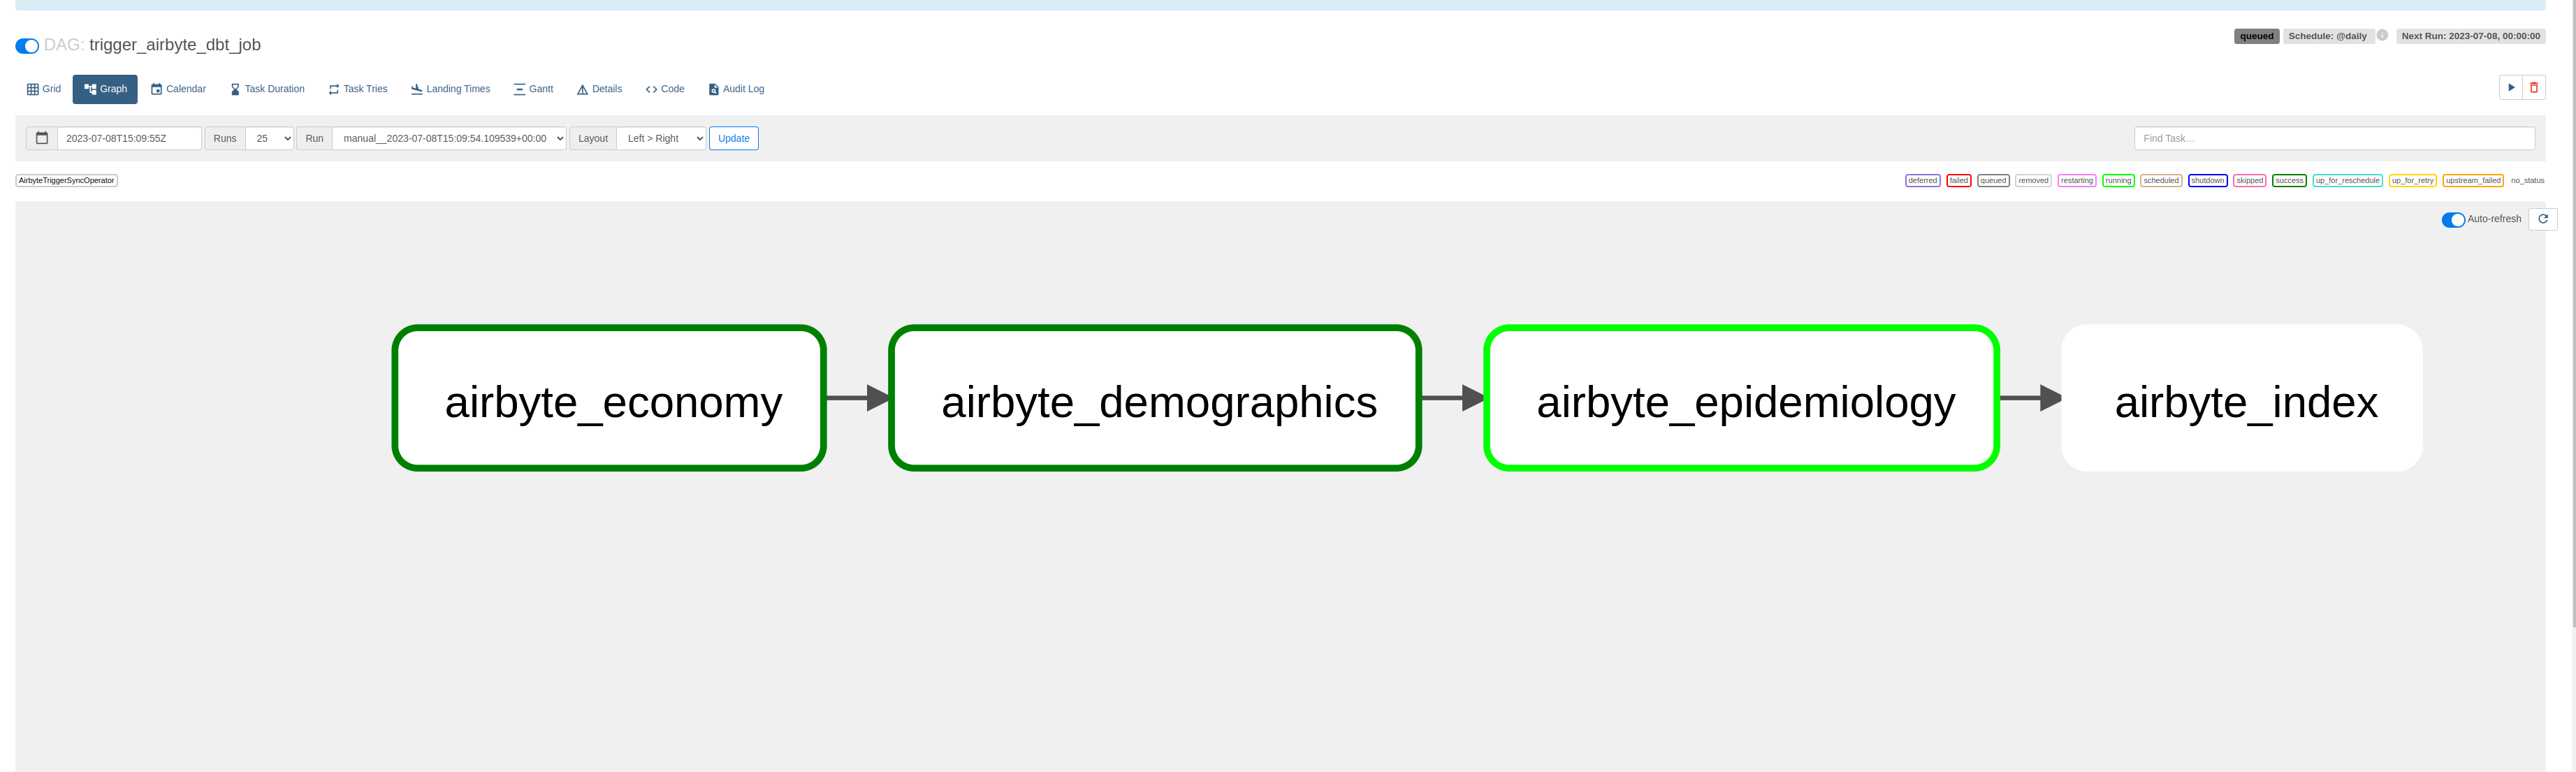 DAG: trigger_airbyte_dbt_job
queued Schedule: @daily i Next Run: 2023-07-08, 00:00:00
Grid Graph Calendar Task Duration Task Tries Landing Times Gantt Details Code Audit Log
2023-07-08T15:09:55Z Runs 25 Run manual__2023-07-08T15:09:54.109539+00:00 Layout Left > Right Update Find Task…
AirbyteTriggerSyncOperator deferred failed queued removed restarting running scheduled shutdown skipped success up_for_reschedule up_for_retry upstream_failed no_status
Auto-refresh
airbyte_economy airbyte_demographics airbyte_epidemiology airbyte_index